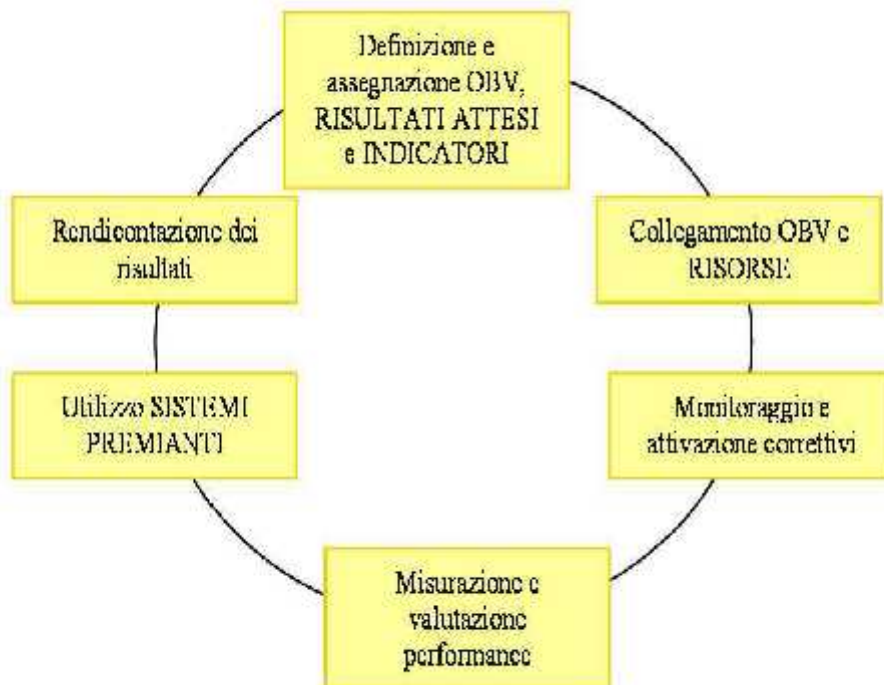 Definizione e
assegnazione OBV,
RISULTATI ATTESI
e INDICATORI
Collegamento OBV e
RISORSE
Monitoraggio e
attivazione correttivi
Misurazione e
valutazione
performance
Utilizzo SISTEMI
PREMIANTI
Rendicontazione dei
risultati